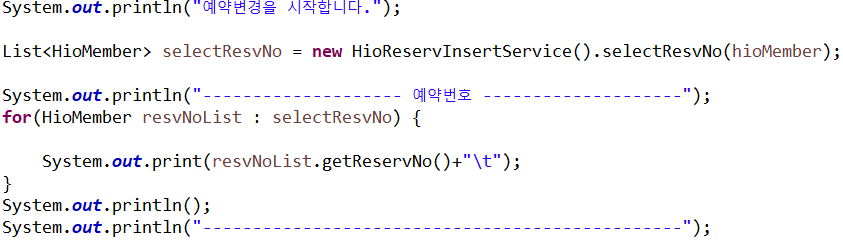 System.out.println("예약변경을 시작합니다.");
List<HioMember> selectResvNo = new HioReservInsertService().selectResvNo(hioMember);
System.out.println("-------------------- 예약번호 --------------------");
for(HioMember resvNoList : selectResvNo) {
System.out.print(resvNoList.getReservNo()+"\t");
}
System.out.println();
System.out.println("------------------------------------------------");